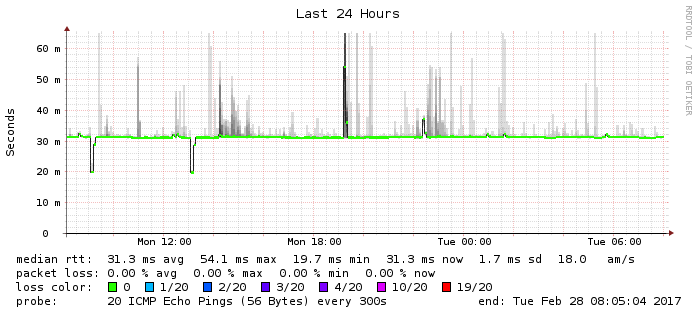 Last 24 Hours
RRDTOOL / TOBI OETIKER
Seconds
60 m
50 m
40 m
30 m
20 m
10 m
0
Mon 12:00 Mon 18:00 Tue 00:00 Tue 06:00
median rtt: 31.3 ms avg 54.1 ms max 19.7 ms min 31.3 ms now 1.7 ms sd 18.0 am/s
packet loss: 0.00 % avg 0.00 % max 0.00 % min 0.00 % now
loss color: 0 1/20 2/20 3/20 4/20 10/20 19/20
probe: 20 ICMP Echo Pings (56 Bytes) every 300s end: Tue Feb 28 08:05:04 2017